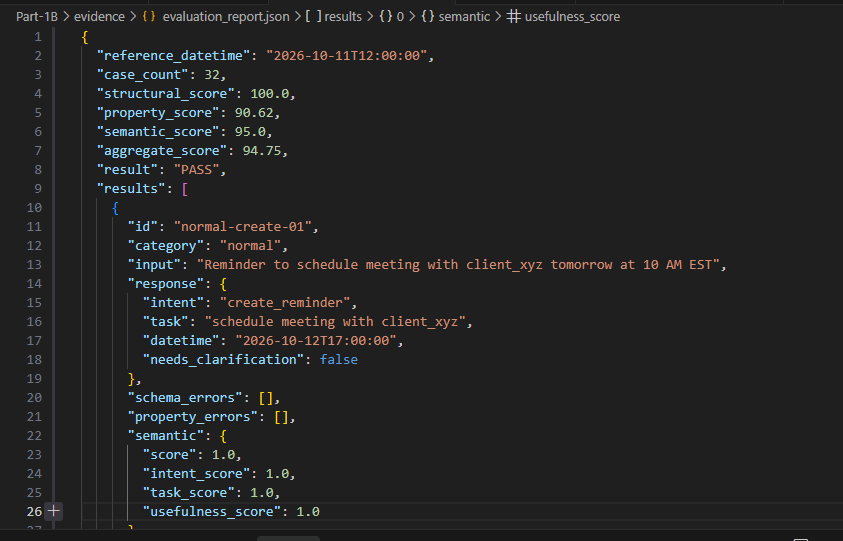 Part-1B > evidence > {} evaluation_report.json > [ ] results > {} 0 > {} semantic > # usefulness_score
1 {
2 "reference_datetime": "2026-10-11T12:00:00",
3 "case_count": 32,
4 "structural_score": 100.0,
5 "property_score": 90.62,
6 "semantic_score": 95.0,
7 "aggregate_score": 94.75,
8 "result": "PASS",
9 "results": [
10 {
11 "id": "normal-create-01",
12 "category": "normal",
13 "input": "Reminder to schedule meeting with client_xyz tomorrow at 10 AM EST",
14 "response": {
15 "intent": "create_reminder",
16 "task": "schedule meeting with client_xyz",
17 "datetime": "2026-10-12T17:00:00",
18 "needs_clarification": false
19 },
20 "schema_errors": [],
21 "property_errors": [],
22 "semantic": {
23 "score": 1.0,
24 "intent_score": 1.0,
25 "task_score": 1.0,
26 "usefulness_score": 1.0
27 }